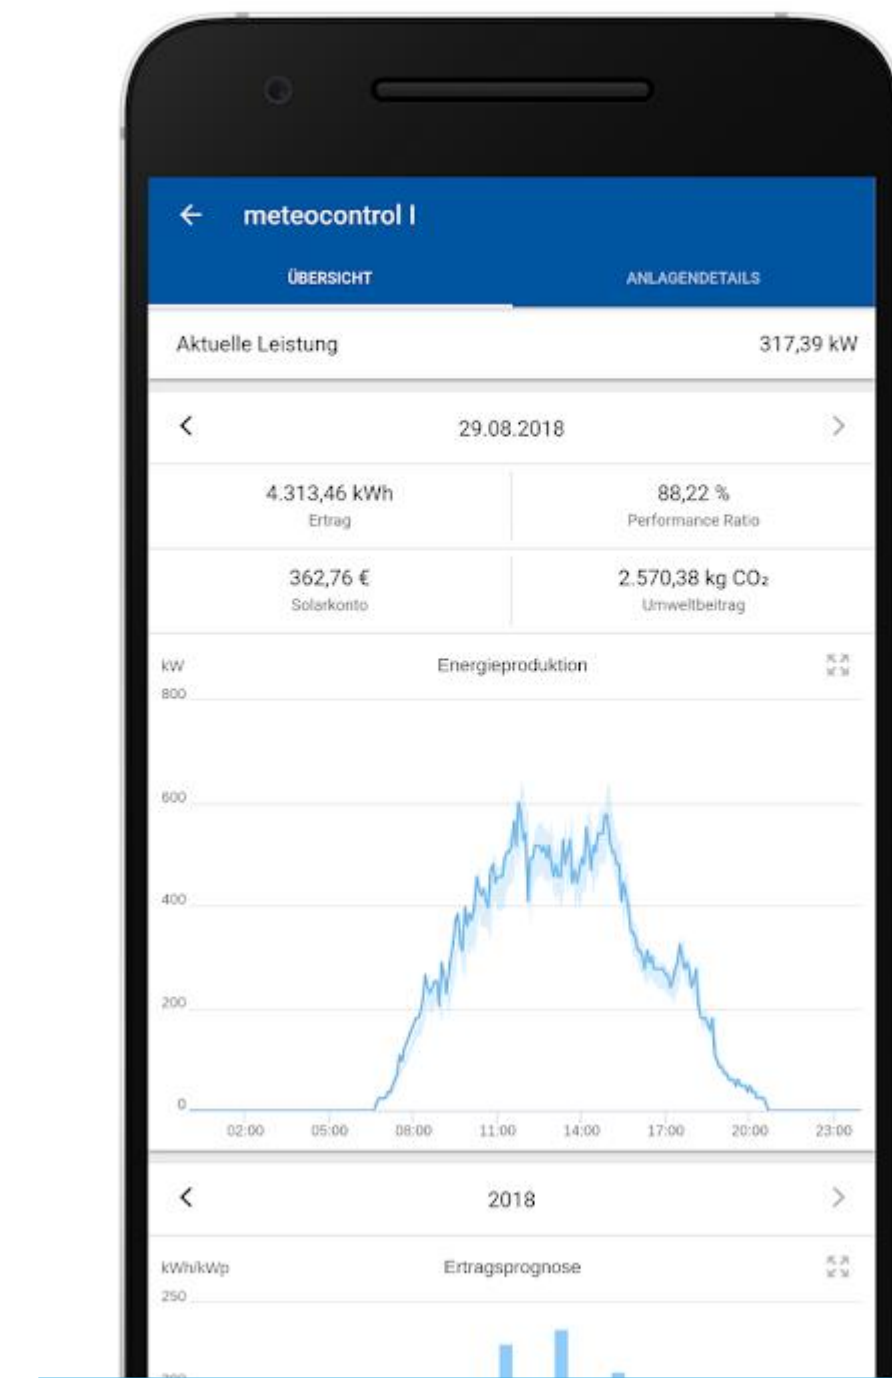 meteocontrol I
ÜBERSICHT ANLAGENDETAILS
Aktuelle Leistung 317,39 kW
29.08.2018
4.313,46 kWh 88,22 %
Ertrag Performance Ratio
362,76 € 2.570,38 kg CO₂
Solarkonto Umweltbeitrag
kW Energieproduktion
800
600
400
200
0
02:00 05:00 08:00 11:00 14:00 17:00 20:00 23:00
2018
kWh/kWp Ertragsprognose
250